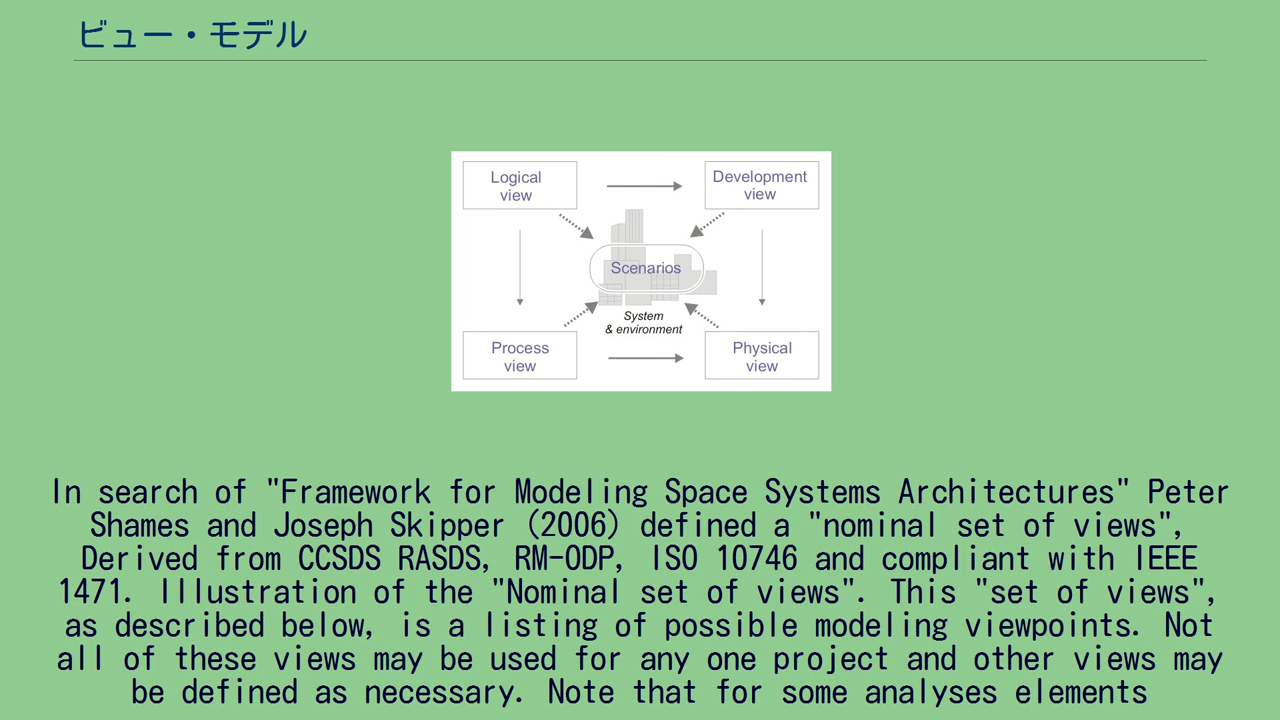 ビュー・モデル
Logical
view
Development
view
Scenarios
System
& environment
Process
view
Physical
view
In search of "Framework for Modeling Space Systems Architectures" Peter
Shames and Joseph Skipper (2006) defined a "nominal set of views",
Derived from CCSDS RASDS, RM-ODP, ISO 10746 and compliant with IEEE
1471. Illustration of the "Nominal set of views". This "set of views",
as described below, is a listing of possible modeling viewpoints. Not
all of these views may be used for any one project and other views may
be defined as necessary. Note that for some analyses elements